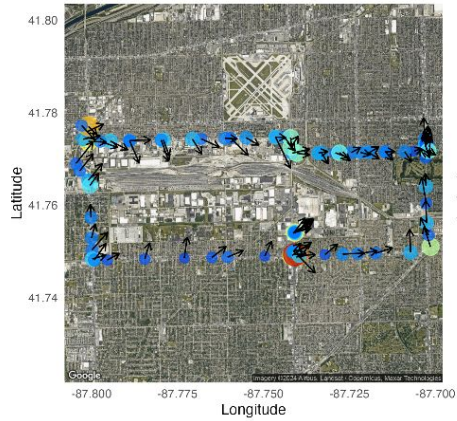 41.80
41.78
41.76
41.74
Latitude
Google
Imagery ©2024 Airbus, Landsat / Copernicus, Maxar Technologies
-87.800
-87.775
-87.750
-87.725
-87.700
Longitude